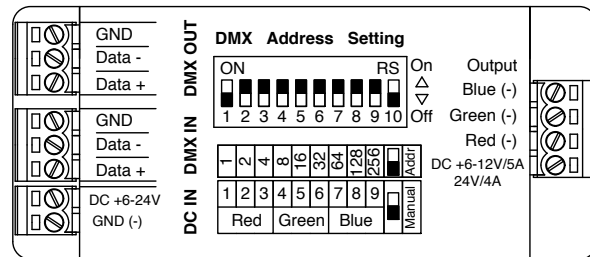 GND
Data -
Data +
GND
Data -
Data +
DC +6-24V
GND (-)
DMX OUT
DMX IN
DC IN
DMX Address Setting
ON RS
1 2 3 4 5 6 7 8 9 10
On
Off
1 2 4 8 16 32 64 128 256 Addr
1 2 3 4 5 6 7 8 9 Manual
Red Green Blue
Output
Blue (-)
Green (-)
Red (-)
DC +6-12V/5A
24V/4A